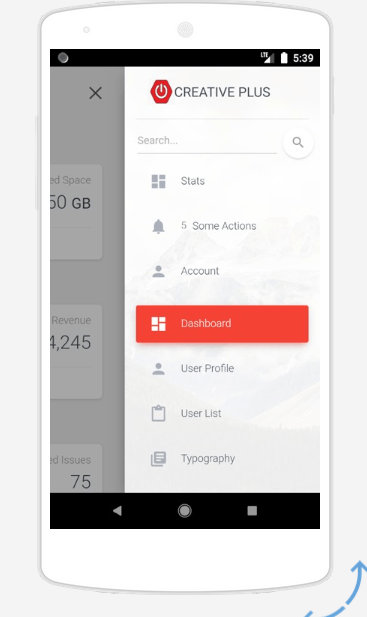 LTE 5:39
CREATIVE PLUS
Search...
ed Space
50 GB
Stats
5 Some Actions
Account
Revenue
4,245
Dashboard
User Profile
User List
ed Issues
75
Typography